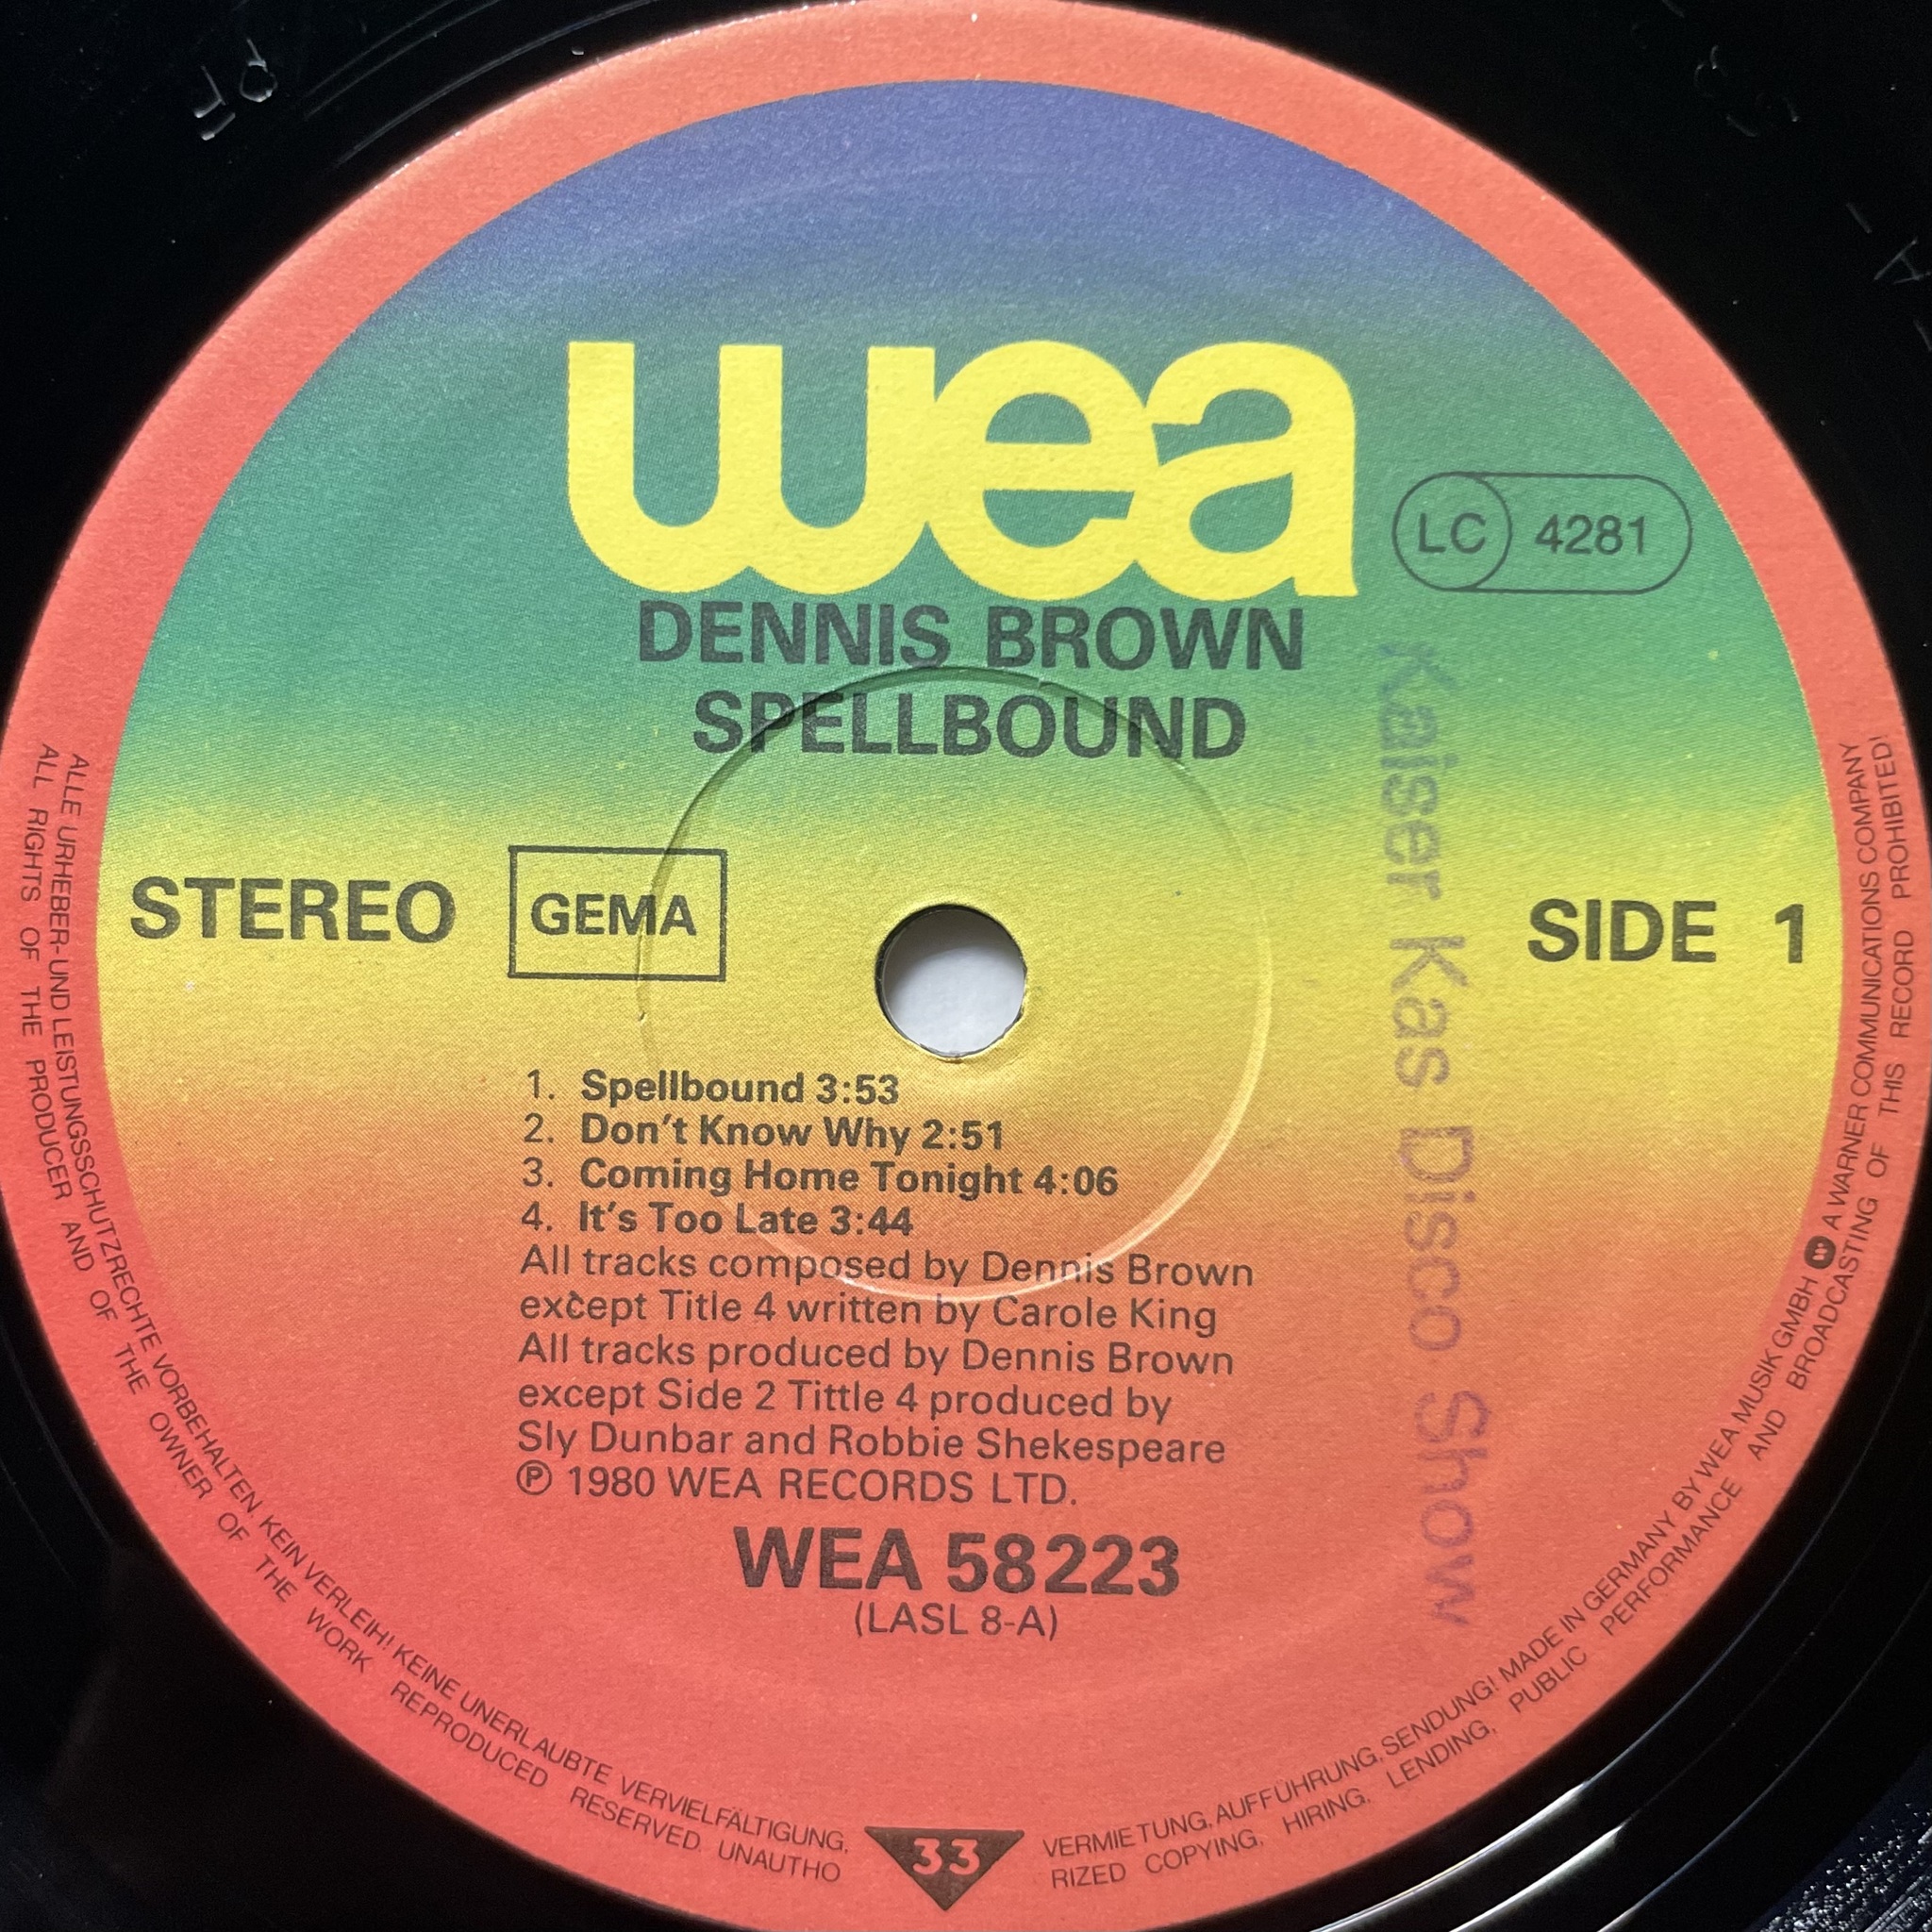 wea
LC 4281
DENNIS BROWN
SPELLBOUND
STEREO GEMA SIDE 1
1. Spellbound 3:53
2. Don't Know Why 2:51
3. Coming Home Tonight 4:06
4. It's Too Late 3:44
All tracks composed by Dennis Brown
except Title 4 written by Carole King
All tracks produced by Dennis Brown
except Side 2 Tittle 4 produced by
Sly Dunbar and Robbie Shekespeare
℗ 1980 WEA RECORDS LTD.
WEA 58223
(LASL 8-A)
Kaiser Kas Disco Show
33
ALLE URHEBER- UND LEISTUNGSSCHUTZRECHTE VORBEHALTEN. KEIN VERLEIH! KEINE UNERLAUBTE VERVIELFÄLTIGUNG, VERMIETUNG, AUFFÜHRUNG, SENDUNG! MADE IN GERMANY BY WEA MUSIK GMBH A WARNER COMMUNICATIONS COMPANY
ALL RIGHTS OF THE PRODUCER AND OF THE OWNER OF THE WORK REPRODUCED RESERVED. UNAUTHORIZED COPYING, HIRING, LENDING, PUBLIC PERFORMANCE AND BROADCASTING OF THIS RECORD PROHIBITED!